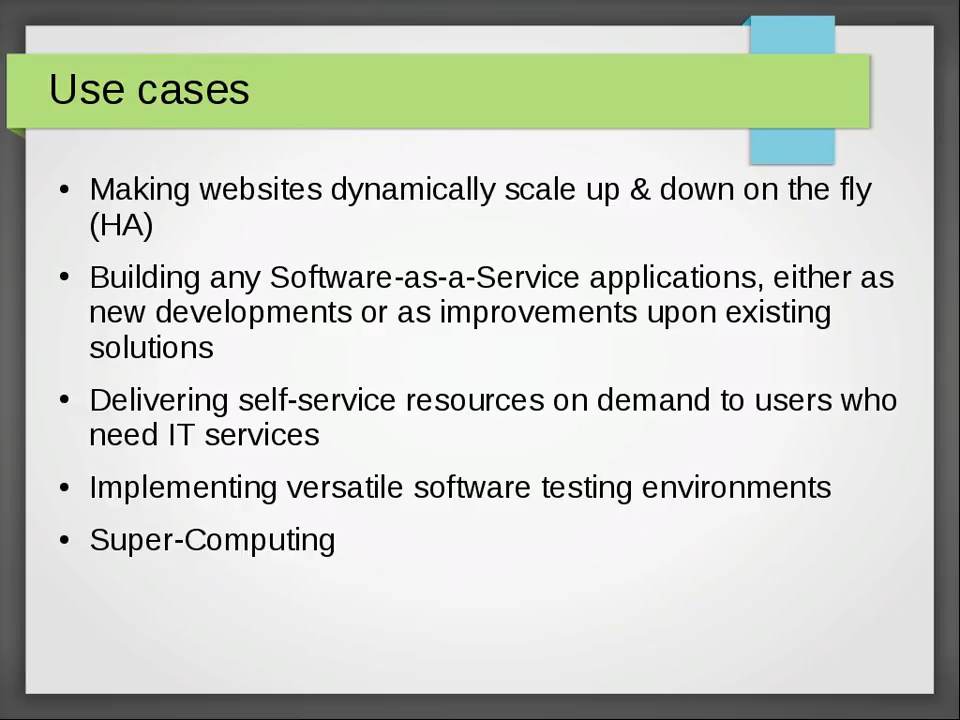 Use cases
• Making websites dynamically scale up & down on the fly
(HA)
• Building any Software-as-a-Service applications, either as
new developments or as improvements upon existing
solutions
• Delivering self-service resources on demand to users who
need IT services
• Implementing versatile software testing environments
• Super-Computing